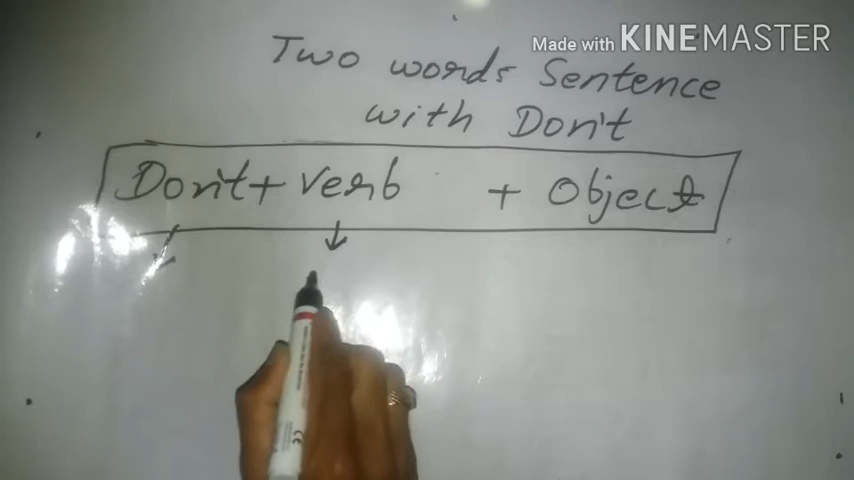 Made with KINEMASTER
Two words Sentence
with Don't
Don't + Verb + Object